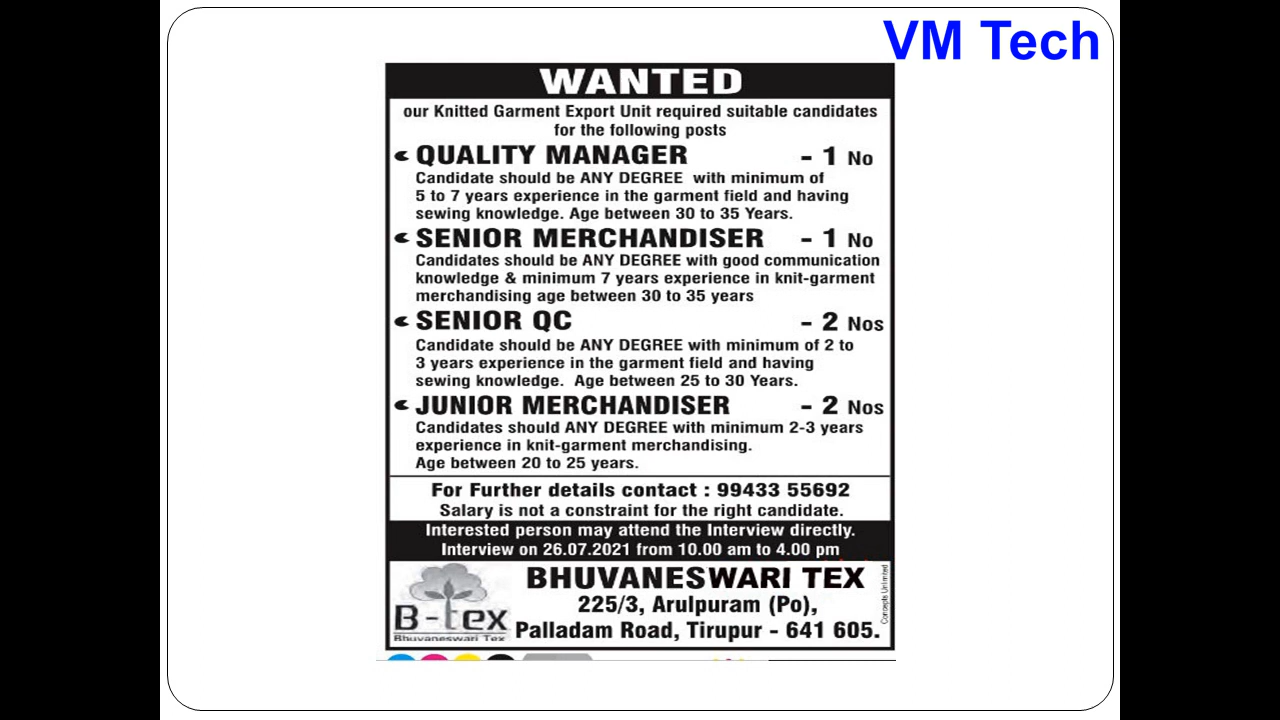 VM Tech
WANTED
our Knitted Garment Export Unit required suitable candidates
for the following posts
QUALITY MANAGER - 1 No
Candidate should be ANY DEGREE with minimum of
5 to 7 years experience in the garment field and having
sewing knowledge. Age between 30 to 35 Years.
SENIOR MERCHANDISER - 1 No
Candidates should be ANY DEGREE with good communication
knowledge & minimum 7 years experience in knit-garment
merchandising age between 30 to 35 years
SENIOR QC - 2 Nos
Candidate should be ANY DEGREE with minimum of 2 to
3 years experience in the garment field and having
sewing knowledge. Age between 25 to 30 Years.
JUNIOR MERCHANDISER - 2 Nos
Candidates should ANY DEGREE with minimum 2-3 years
experience in knit-garment merchandising.
Age between 20 to 25 years.
For Further details contact : 99433 55692
Salary is not a constraint for the right candidate.
Interested person may attend the Interview directly.
Interview on 26.07.2021 from 10.00 am to 4.00 pm
B-tex
Bhuvaneswari Tex
BHUVANESWARI TEX
225/3, Arulpuram (Po),
Palladam Road, Tirupur - 641 605.
Concepts Unlimited